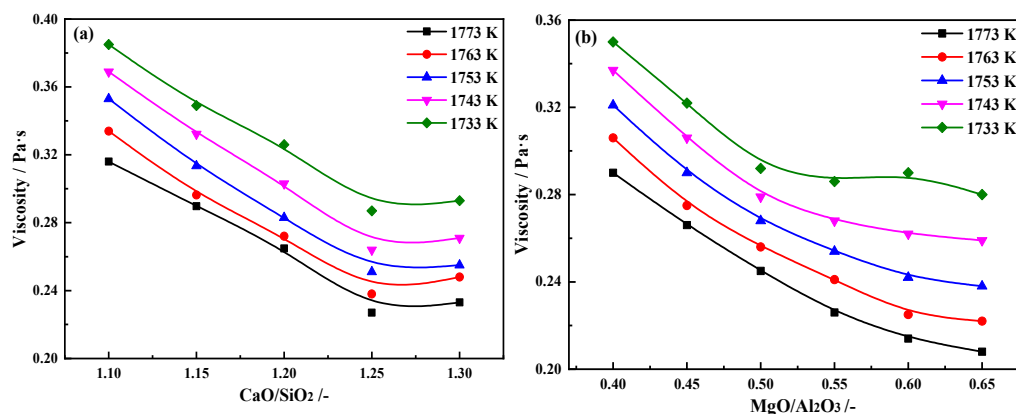 (a)
1773 K
1763 K
1753 K
1743 K
1733 K
0.40
0.36
0.32
0.28
0.24
0.20
Viscosity / Pa·s
1.10 1.15 1.20 1.25 1.30
CaO/SiO₂ /-
(b)
1773 K
1763 K
1753 K
1743 K
1733 K
0.36
0.32
0.28
0.24
0.20
Viscosity / Pa·s
0.40 0.45 0.50 0.55 0.60 0.65
MgO/Al₂O₃ /-